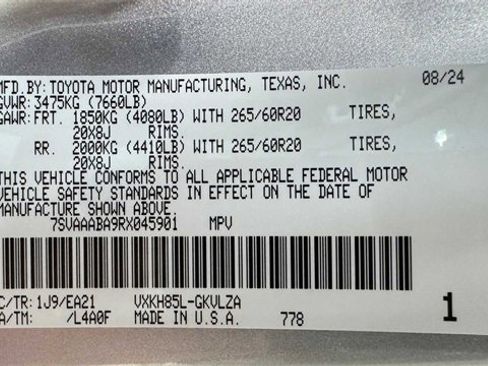 MFD.BY: TOYOTA MOTOR MANUFACTURING, TEXAS, INC. 08/24
GVWR: 3475KG (7660LB)
GAWR: FRT. 1850KG (4080LB) WITH 265/60R20 TIRES,
20X8J RIMS.
RR. 2000KG (4410LB) WITH 265/60R20 TIRES,
20X8J RIMS.
THIS VEHICLE CONFORMS TO ALL APPLICABLE FEDERAL MOTOR
VEHICLE SAFETY STANDARDS IN EFFECT ON THE DATE OF
MANUFACTURE SHOWN ABOVE.
7SVAAABA9RX045901 MPV
C/TR: 1J9/EA21 VXKH85L-GKVLZA
A/TM: /L4A0F MADE IN U.S.A. 778 1